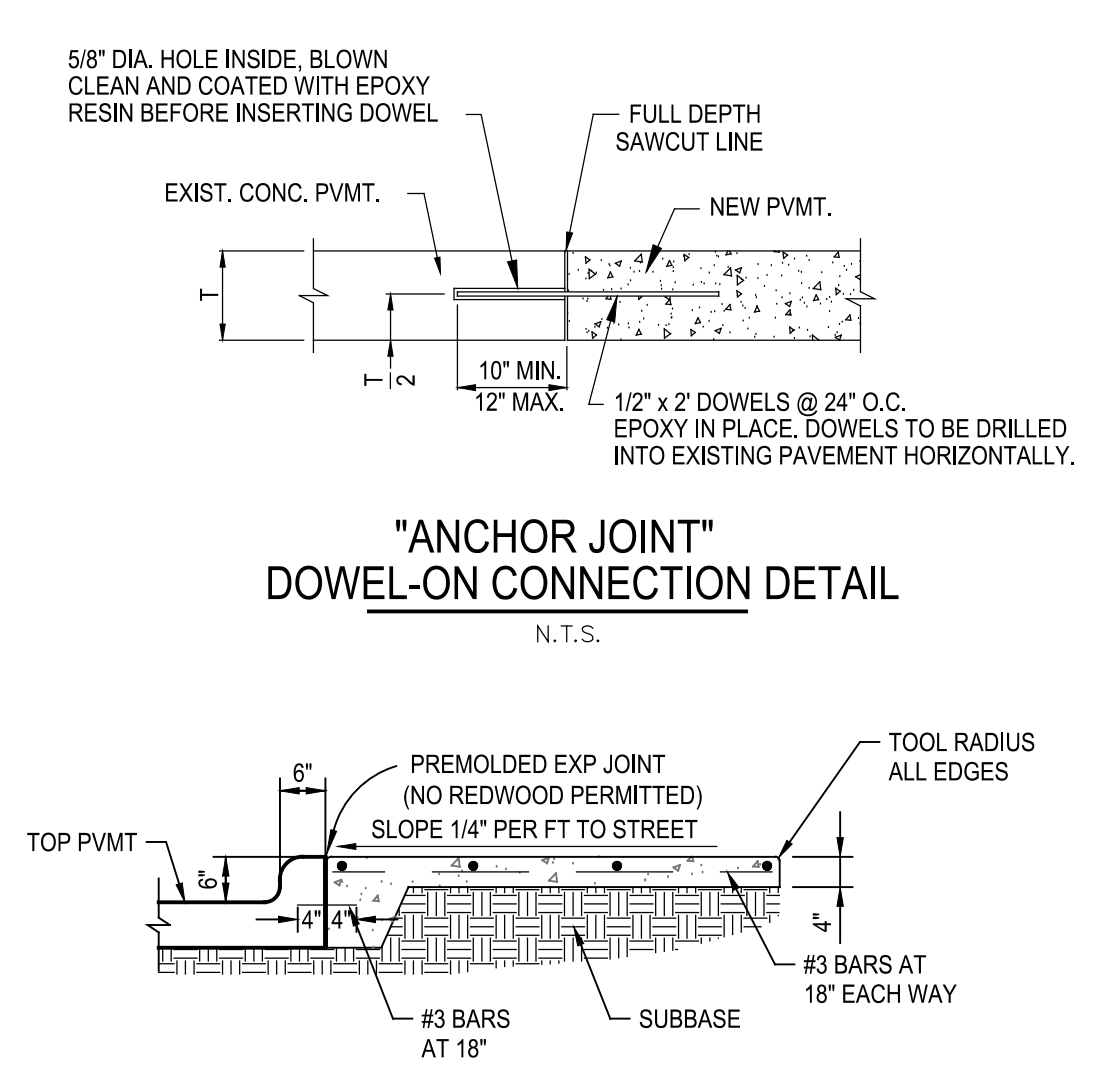 5/8" DIA. HOLE INSIDE, BLOWN
CLEAN AND COATED WITH EPOXY
RESIN BEFORE INSERTING DOWEL
FULL DEPTH
SAWCUT LINE
EXIST. CONC. PVMT.
NEW PVMT.
T
T
2
10" MIN.
12" MAX.
1/2" x 2' DOWELS @ 24" O.C.
EPOXY IN PLACE. DOWELS TO BE DRILLED
INTO EXISTING PAVEMENT HORIZONTALLY.
"ANCHOR JOINT"
DOWEL-ON CONNECTION DETAIL
N.T.S.
6"
PREMOLDED EXP JOINT
(NO REDWOOD PERMITTED)
SLOPE 1/4" PER FT TO STREET
TOOL RADIUS
ALL EDGES
TOP PVMT
6"
4" 4"
4"
#3 BARS
AT 18"
SUBBASE
#3 BARS AT
18" EACH WAY